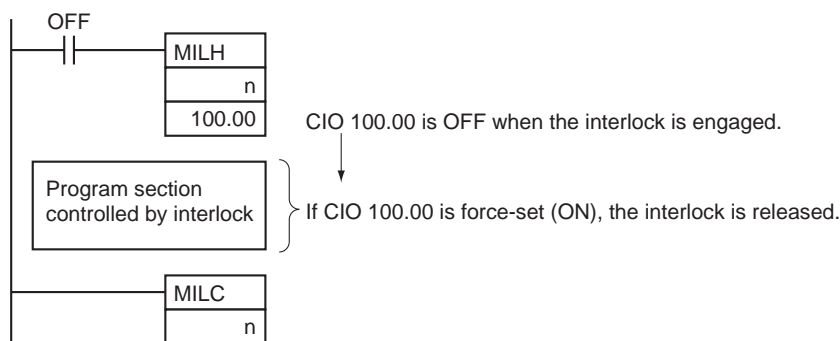 OFF
MILH
n
100.00
CIO 100.00 is OFF when the interlock is engaged.
Program section
controlled by interlock
If CIO 100.00 is force-set (ON), the interlock is released.
MILC
n